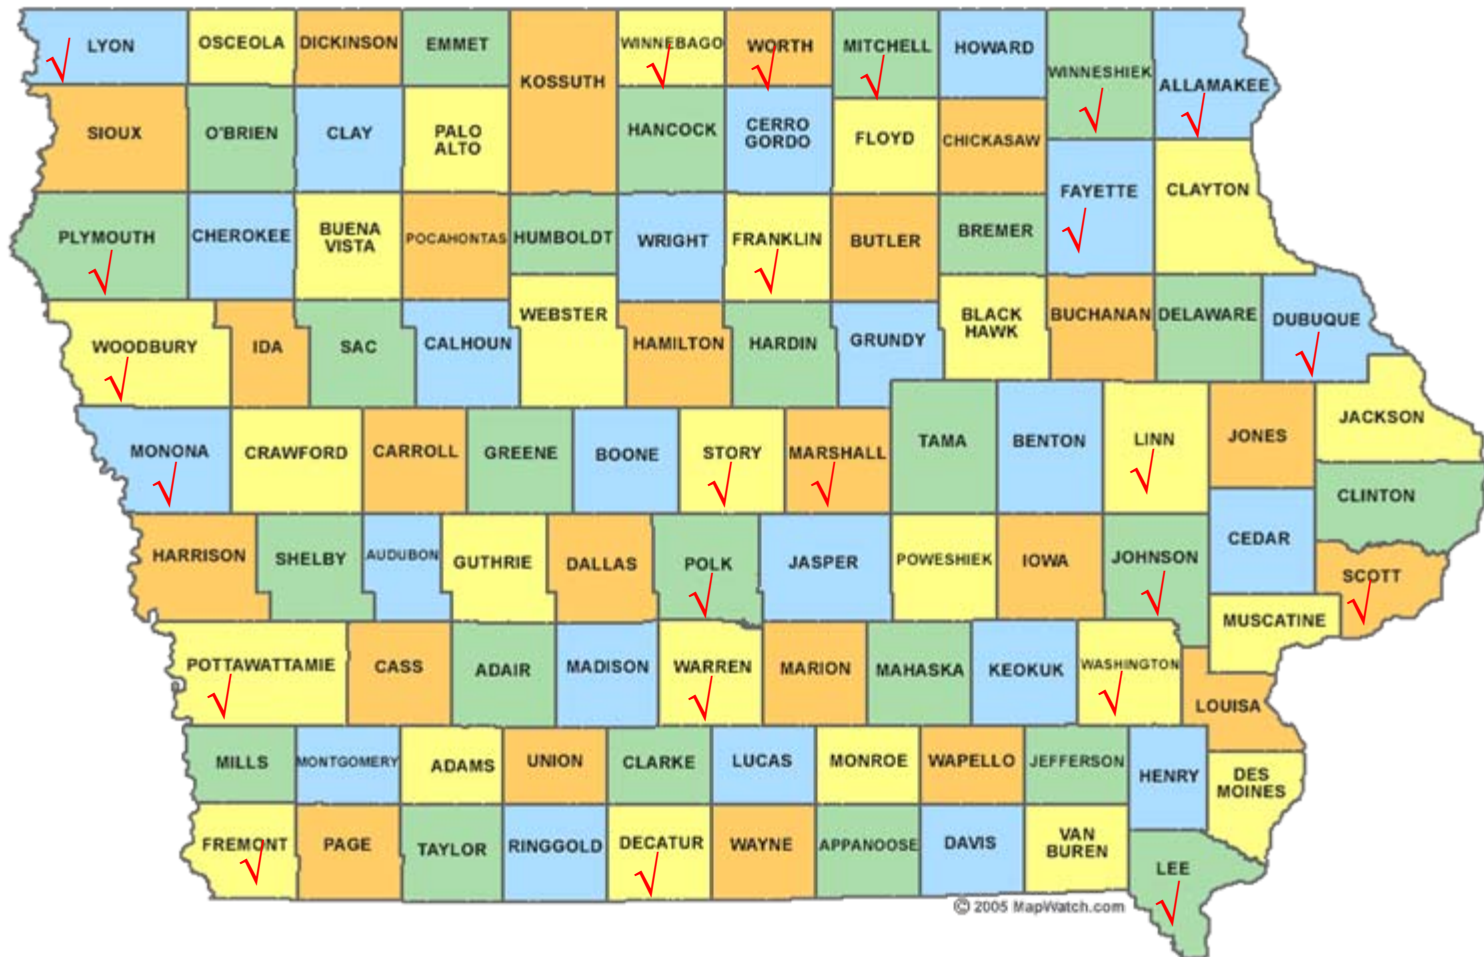 LYON
OSCEOLA
DICKINSON
EMMET
KOSSUTH
WINNEBAGO
WORTH
MITCHELL
HOWARD
WINNESHIEK
ALLAMAKEE
SIOUX
O'BRIEN
CLAY
PALO
ALTO
HANCOCK
CERRO
GORDO
FLOYD
CHICKASAW
FAYETTE
CLAYTON
PLYMOUTH
CHEROKEE
BUENA
VISTA
POCAHONTAS
HUMBOLDT
WRIGHT
FRANKLIN
BUTLER
BREMER
WOODBURY
IDA
SAC
CALHOUN
WEBSTER
HAMILTON
HARDIN
GRUNDY
BLACK
HAWK
BUCHANAN
DELAWARE
DUBUQUE
MONONA
CRAWFORD
CARROLL
GREENE
BOONE
STORY
MARSHALL
TAMA
BENTON
LINN
JONES
JACKSON
CLINTON
HARRISON
SHELBY
AUDUBON
GUTHRIE
DALLAS
POLK
JASPER
POWESHIEK
IOWA
JOHNSON
CEDAR
SCOTT
MUSCATINE
POTTAWATTAMIE
CASS
ADAIR
MADISON
WARREN
MARION
MAHASKA
KEOKUK
WASHINGTON
LOUISA
MILLS
MONTGOMERY
ADAMS
UNION
CLARKE
LUCAS
MONROE
WAPELLO
JEFFERSON
HENRY
DES
MOINES
FREMONT
PAGE
TAYLOR
RINGGOLD
DECATUR
WAYNE
APPANOOSE
DAVIS
VAN
BUREN
LEE
© 2005 MapWatch.com